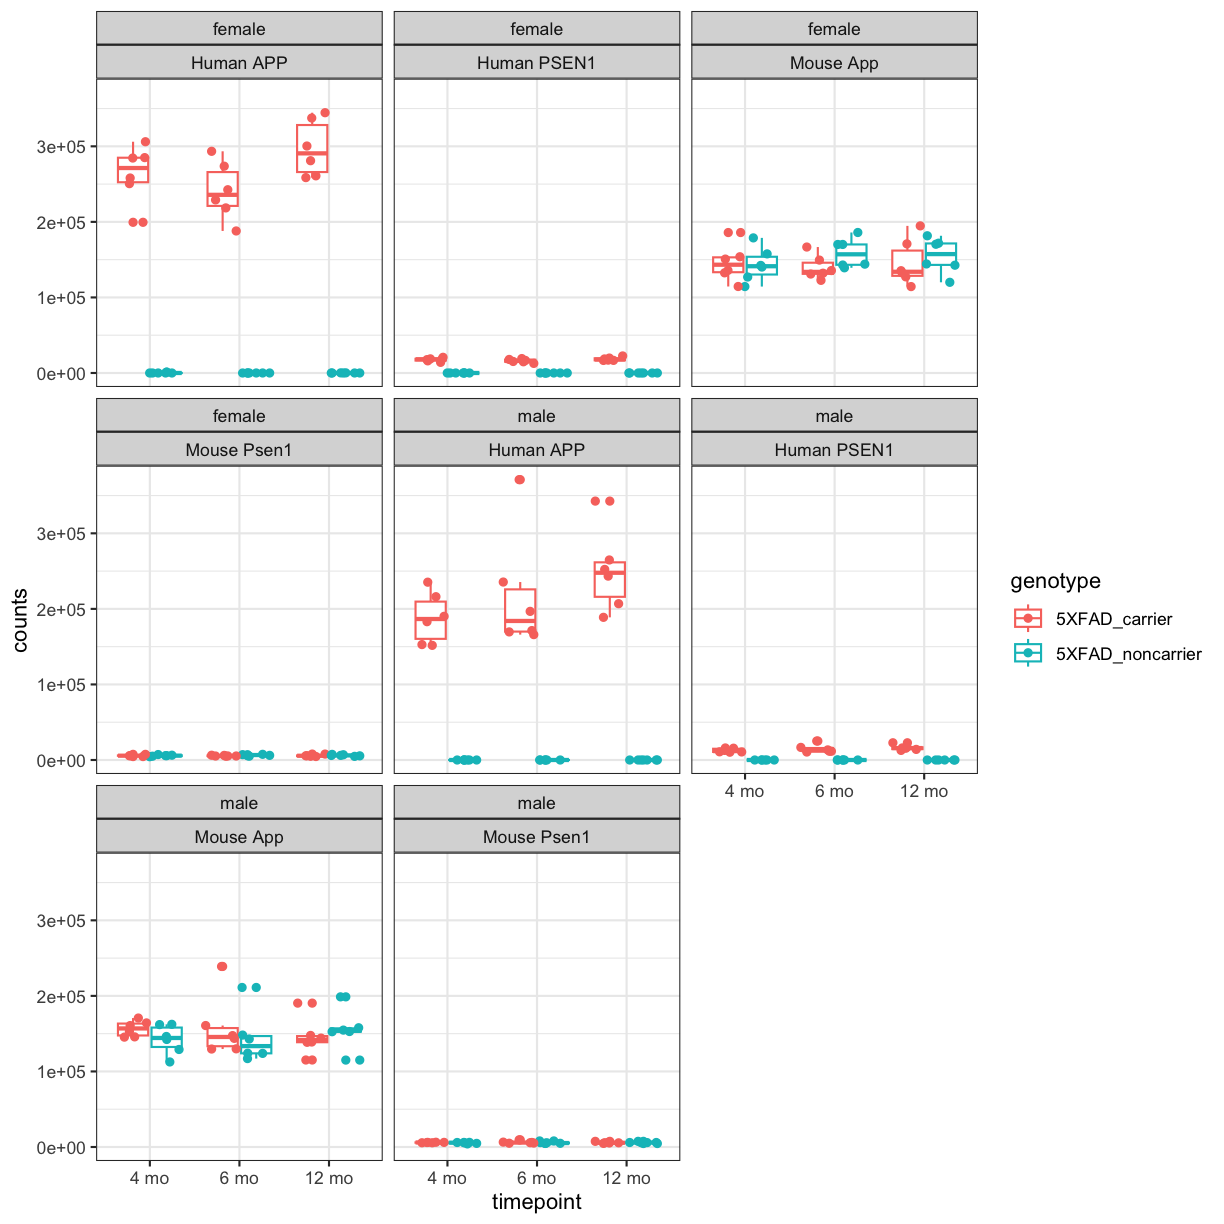 female
female
female
Human APP
Human PSEN1
Mouse App
3e+05
2e+05
1e+05
0e+00
female
male
male
Mouse Psen1
Human APP
Human PSEN1
3e+05
2e+05
1e+05
0e+00
4 mo 6 mo 12 mo
male
male
Mouse App
Mouse Psen1
3e+05
2e+05
1e+05
0e+00
4 mo 6 mo 12 mo
4 mo 6 mo 12 mo
timepoint
counts
genotype
5XFAD_carrier
5XFAD_noncarrier